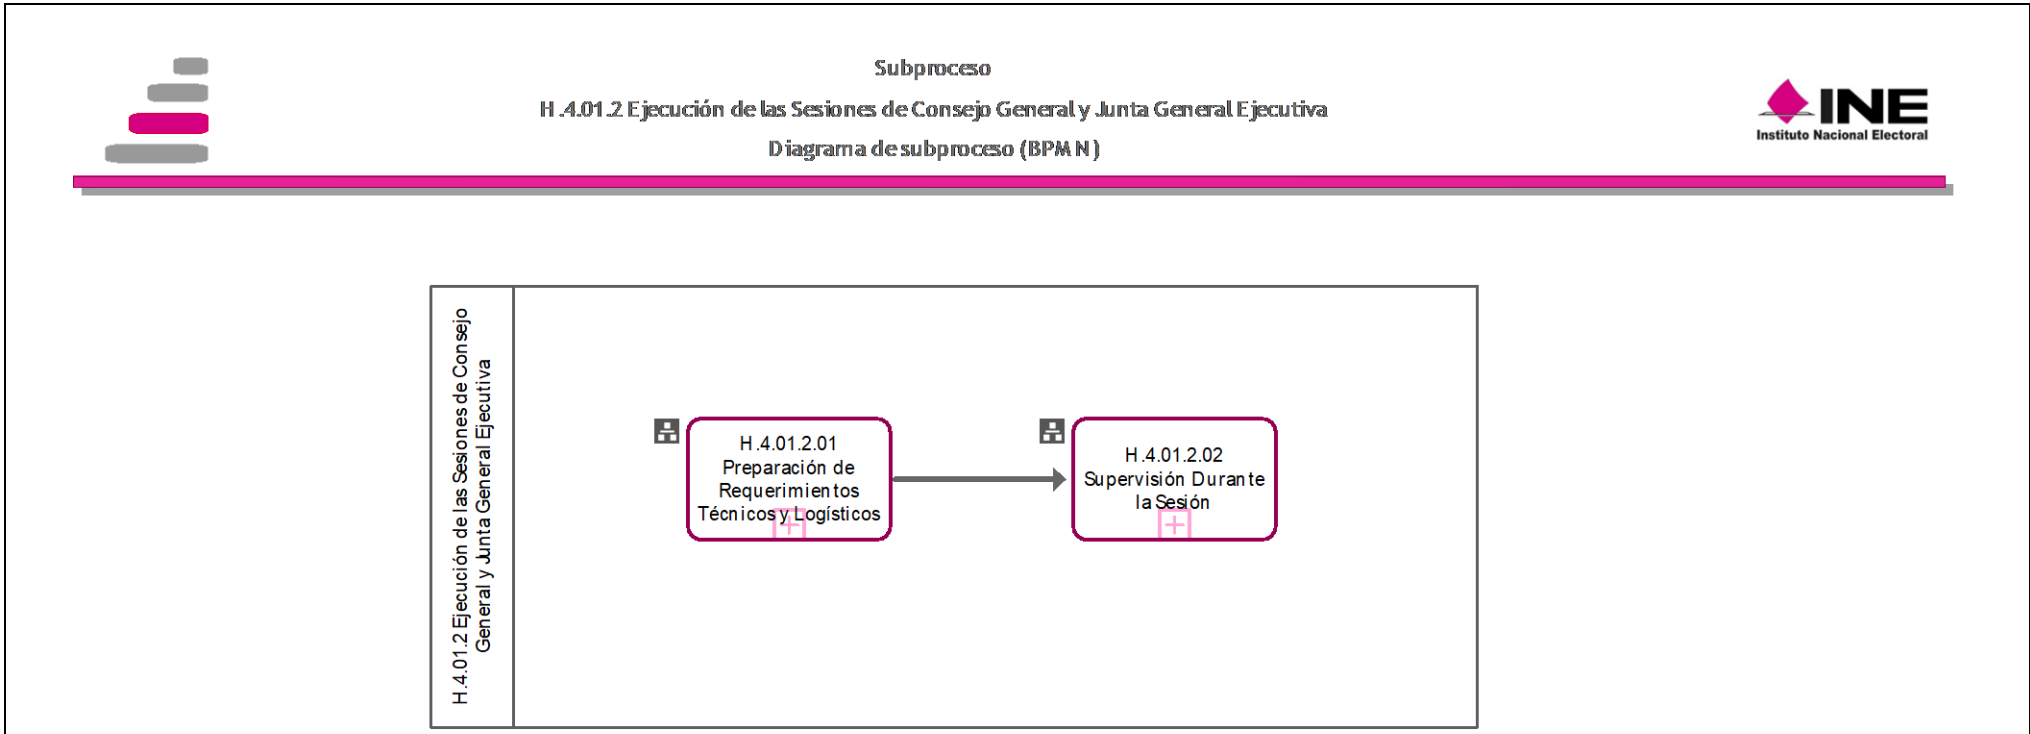 Subproceso
H.4.01.2 Ejecución de las Sesiones de Consejo General y Junta General Ejecutiva
Diagrama de subproceso (BPMN)
INE
Instituto Nacional Electoral
H.4.01.2 Ejecución de las Sesiones de Consejo
General y Junta General Ejecutiva
H.4.01.2.01
Preparación de
Requerimientos
Técnicos y Logísticos
H.4.01.2.02
Supervisión Durante
la Sesión